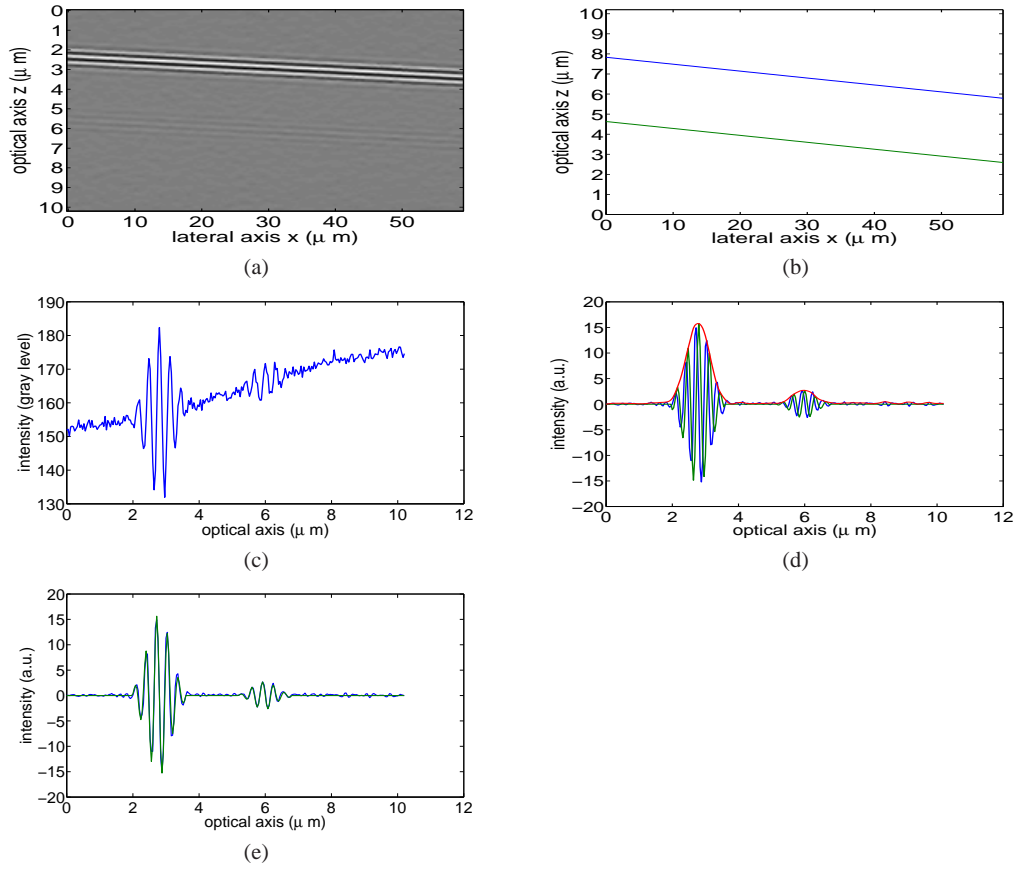 0
1
2
3
4
5
6
7
8
9
10
optical axis z (μ m)
0 10 20 30 40 50
lateral axis x (μ m)
(a)
10
9
8
7
6
5
4
3
2
1
0
optical axis z (μ m)
0 10 20 30 40 50
lateral axis x (μ m)
(b)
190
180
170
160
150
140
130
intensity (gray level)
0 2 4 6 8 10 12
optical axis (μ m)
(c)
20
15
10
5
0
−5
−10
−15
−20
intensity (a.u.)
0 2 4 6 8 10 12
optical axis (μ m)
(d)
20
15
10
5
0
−5
−10
−15
−20
intensity (a.u.)
0 2 4 6 8 10 12
optical axis (μ m)
(e)